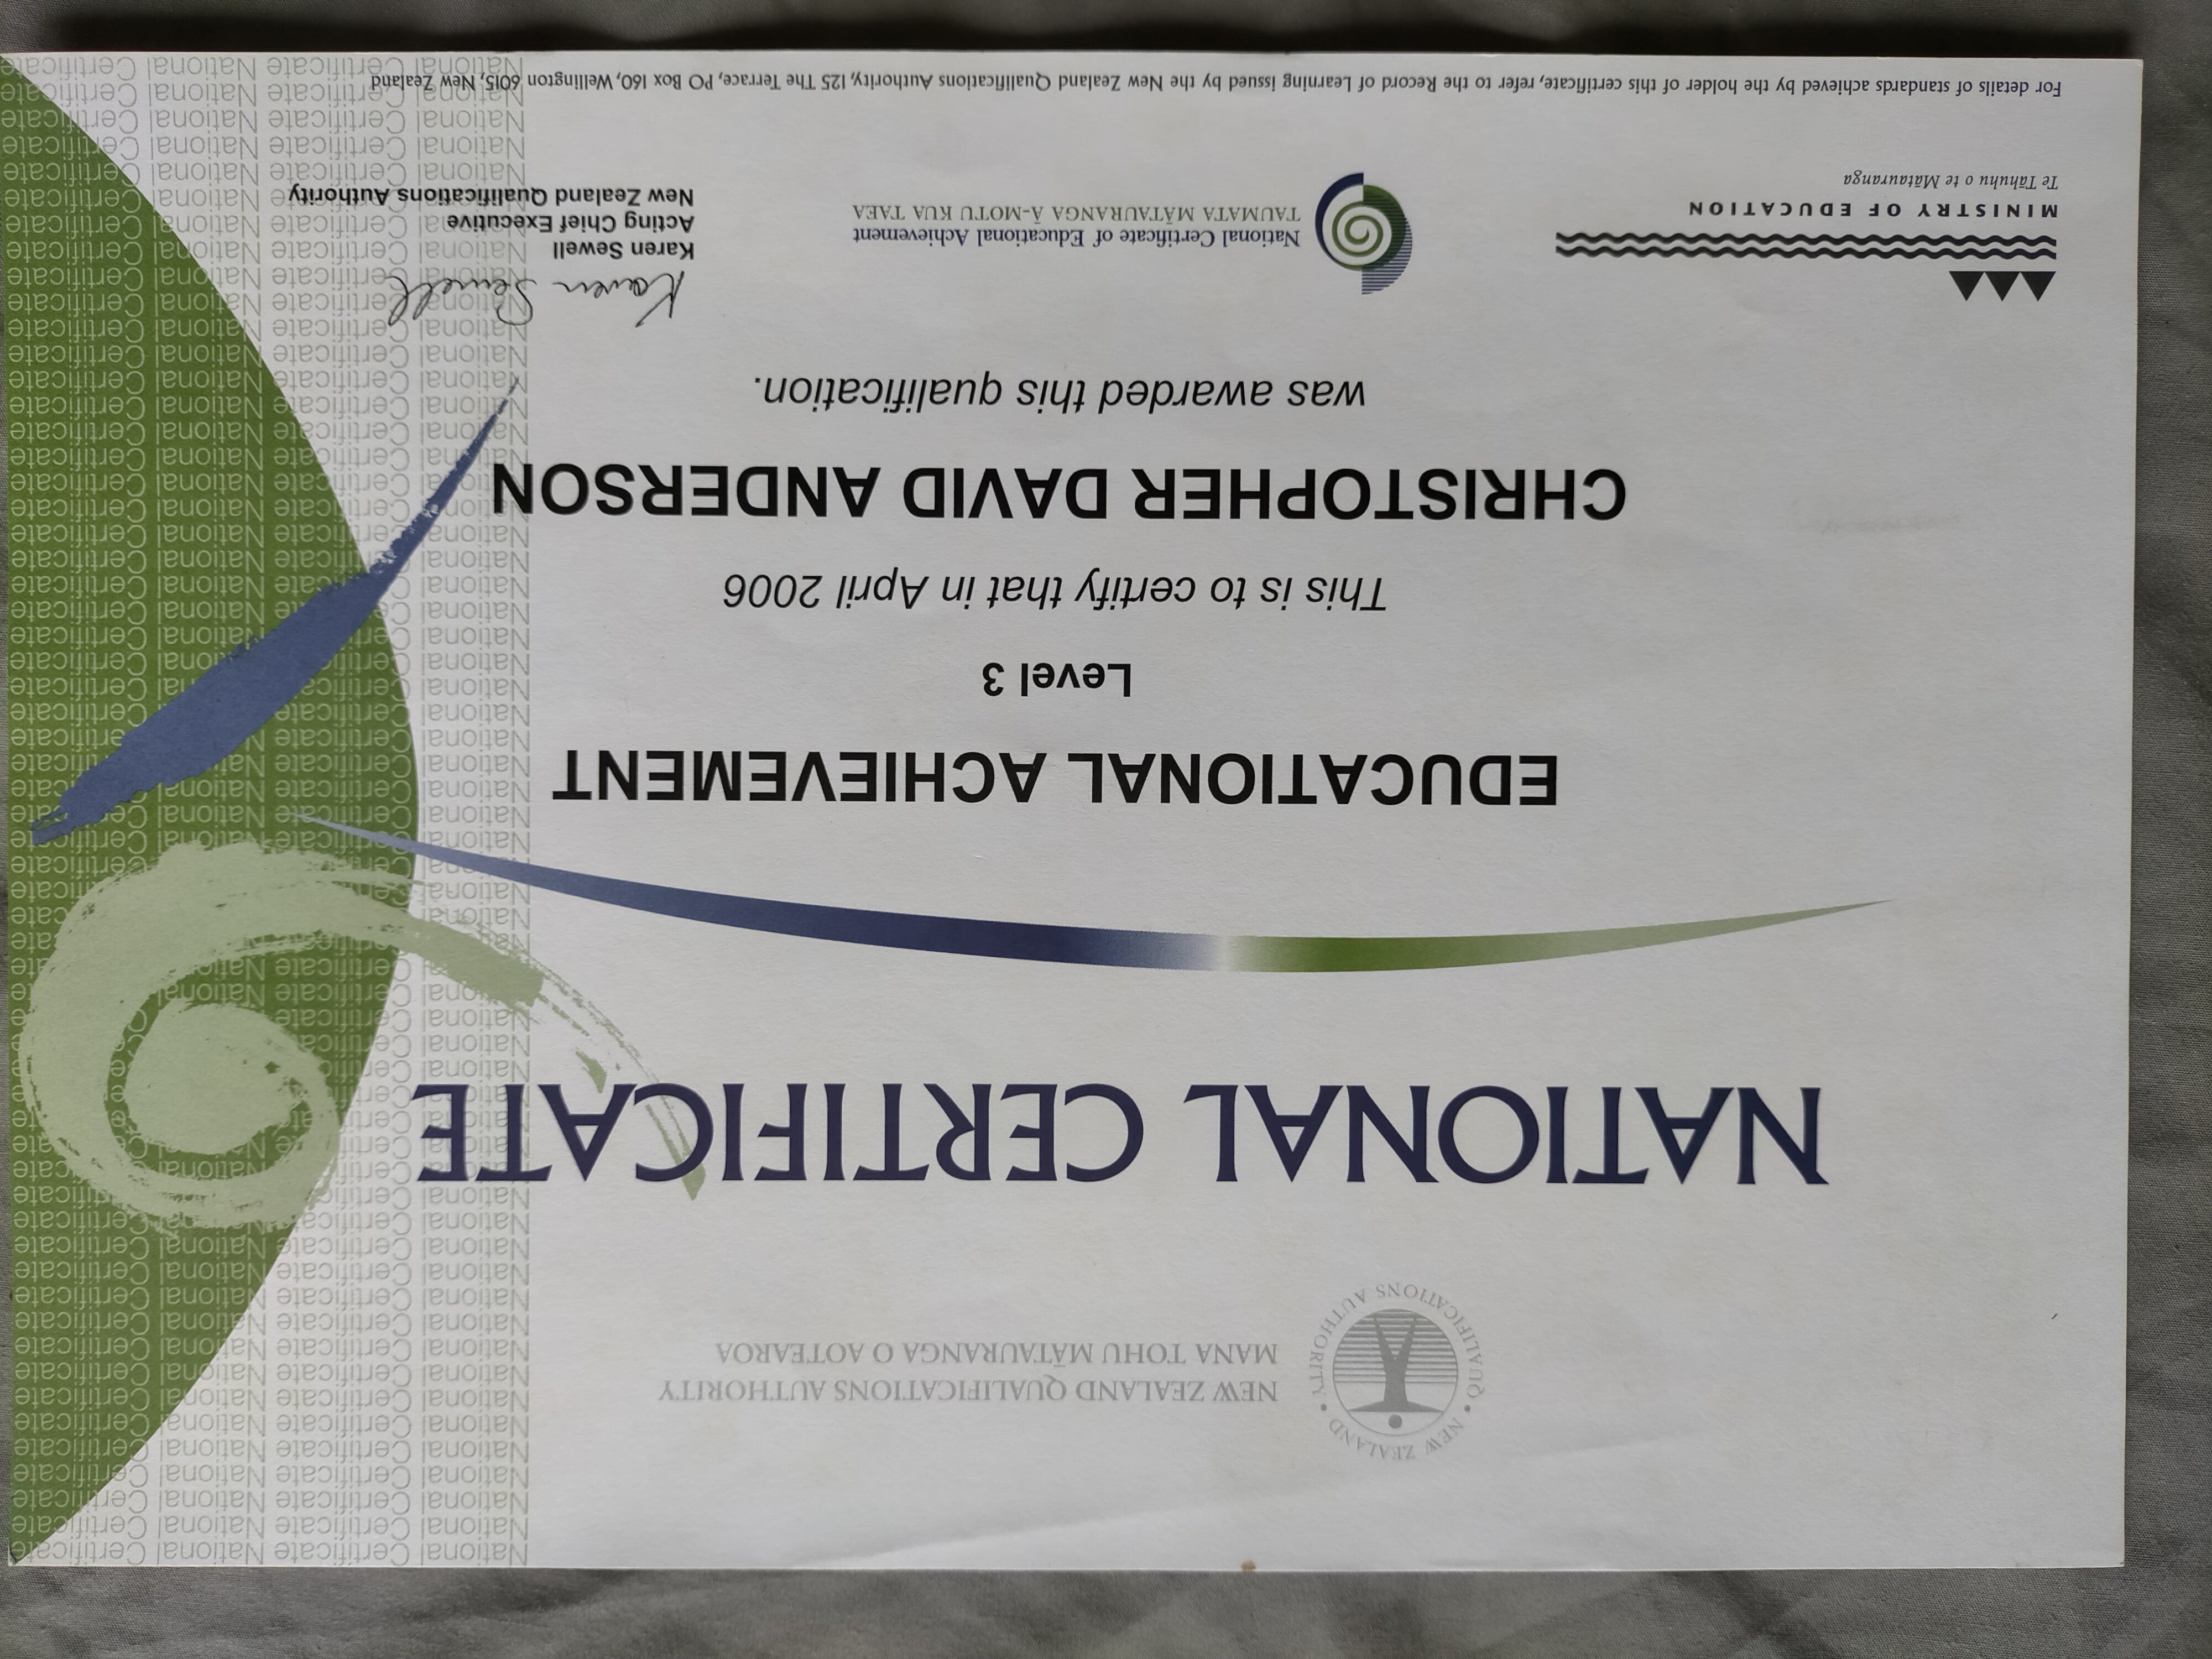 NEW ZEALAND QUALIFICATIONS AUTHORITY
NEW ZEALAND QUALIFICATIONS AUTHORITY
MANA TOHU MĀTAURANGA O AOTEAROA
NATIONAL CERTIFICATE
EDUCATIONAL ACHIEVEMENT
Level 3
This is to certify that in April 2006
CHRISTOPHER DAVID ANDERSON
was awarded this qualification.
MINISTRY OF EDUCATION
Te Tāhuhu o te Mātauranga
National Certificate of Educational Achievement
TAUMATA MĀTAURANGA Ā-MOTU KUA TAEA
Karen Sewell
Karen Sewell
Acting Chief Executive
New Zealand Qualifications Authority
For details of standards achieved by the holder of this certificate, refer to the Record of Learning issued by the New Zealand Qualifications Authority, 125 The Terrace, PO Box 160, Wellington 6015, New Zealand
National Certificate National Certificate